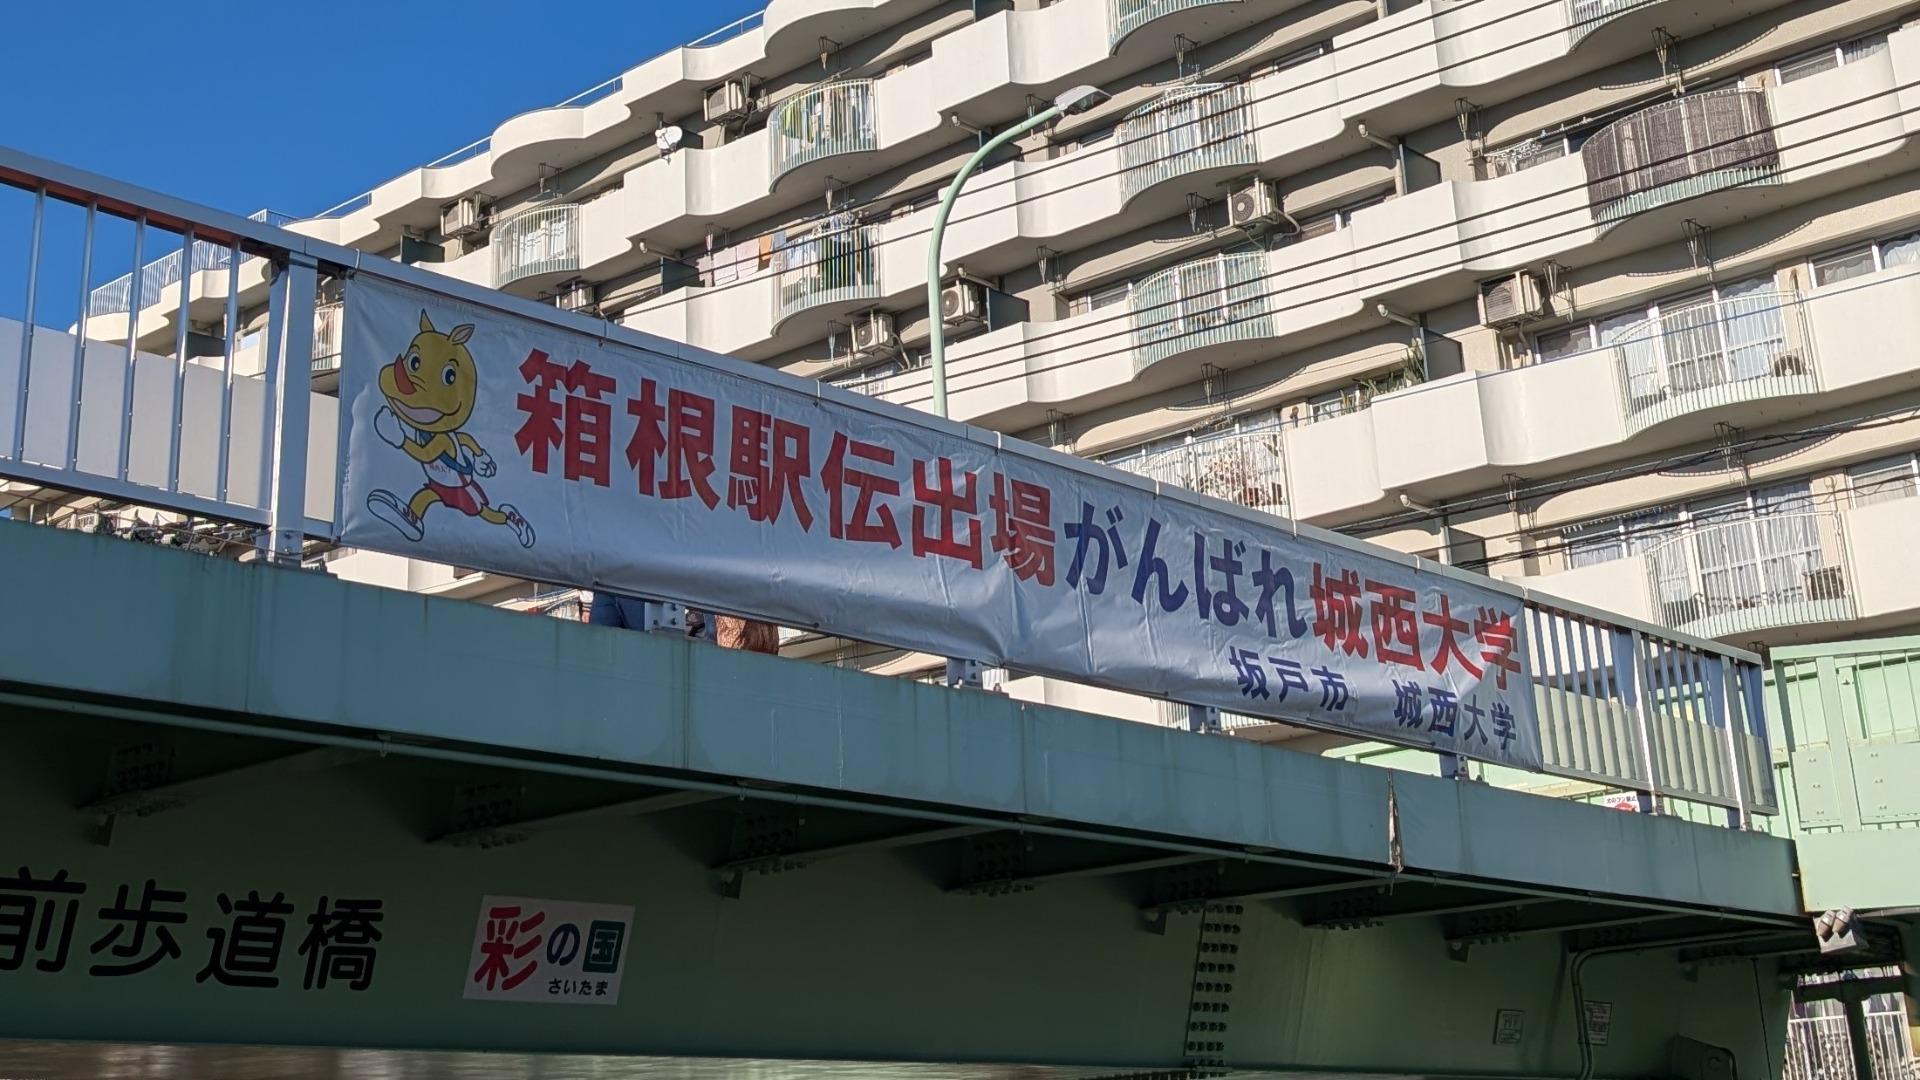 箱根駅伝出場がんばれ城西大学
坂戸市 城西大学
前歩道橋
彩の国
さいたま